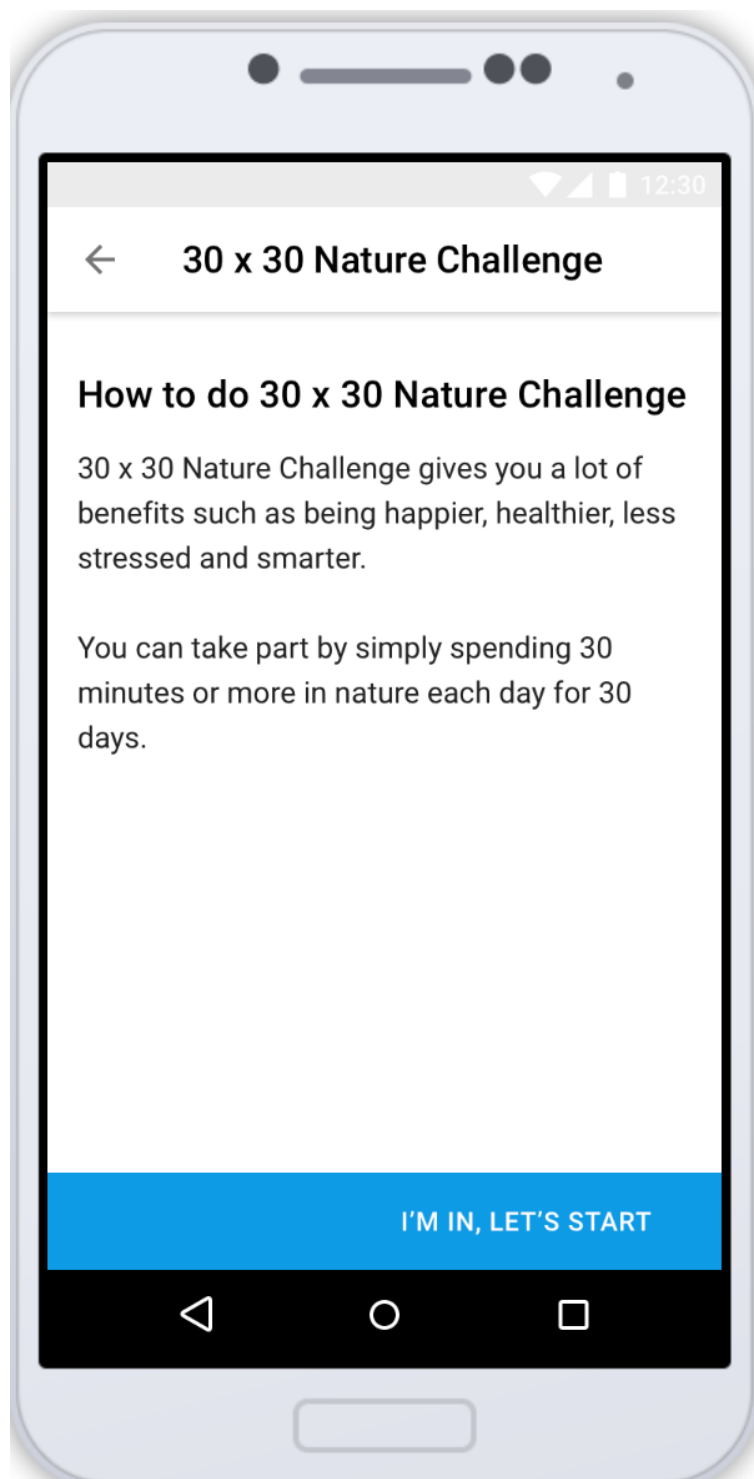 12:30
30 x 30 Nature Challenge
How to do 30 x 30 Nature Challenge
30 x 30 Nature Challenge gives you a lot of
benefits such as being happier, healthier, less
stressed and smarter.
You can take part by simply spending 30
minutes or more in nature each day for 30
days.
I’M IN, LET’S START